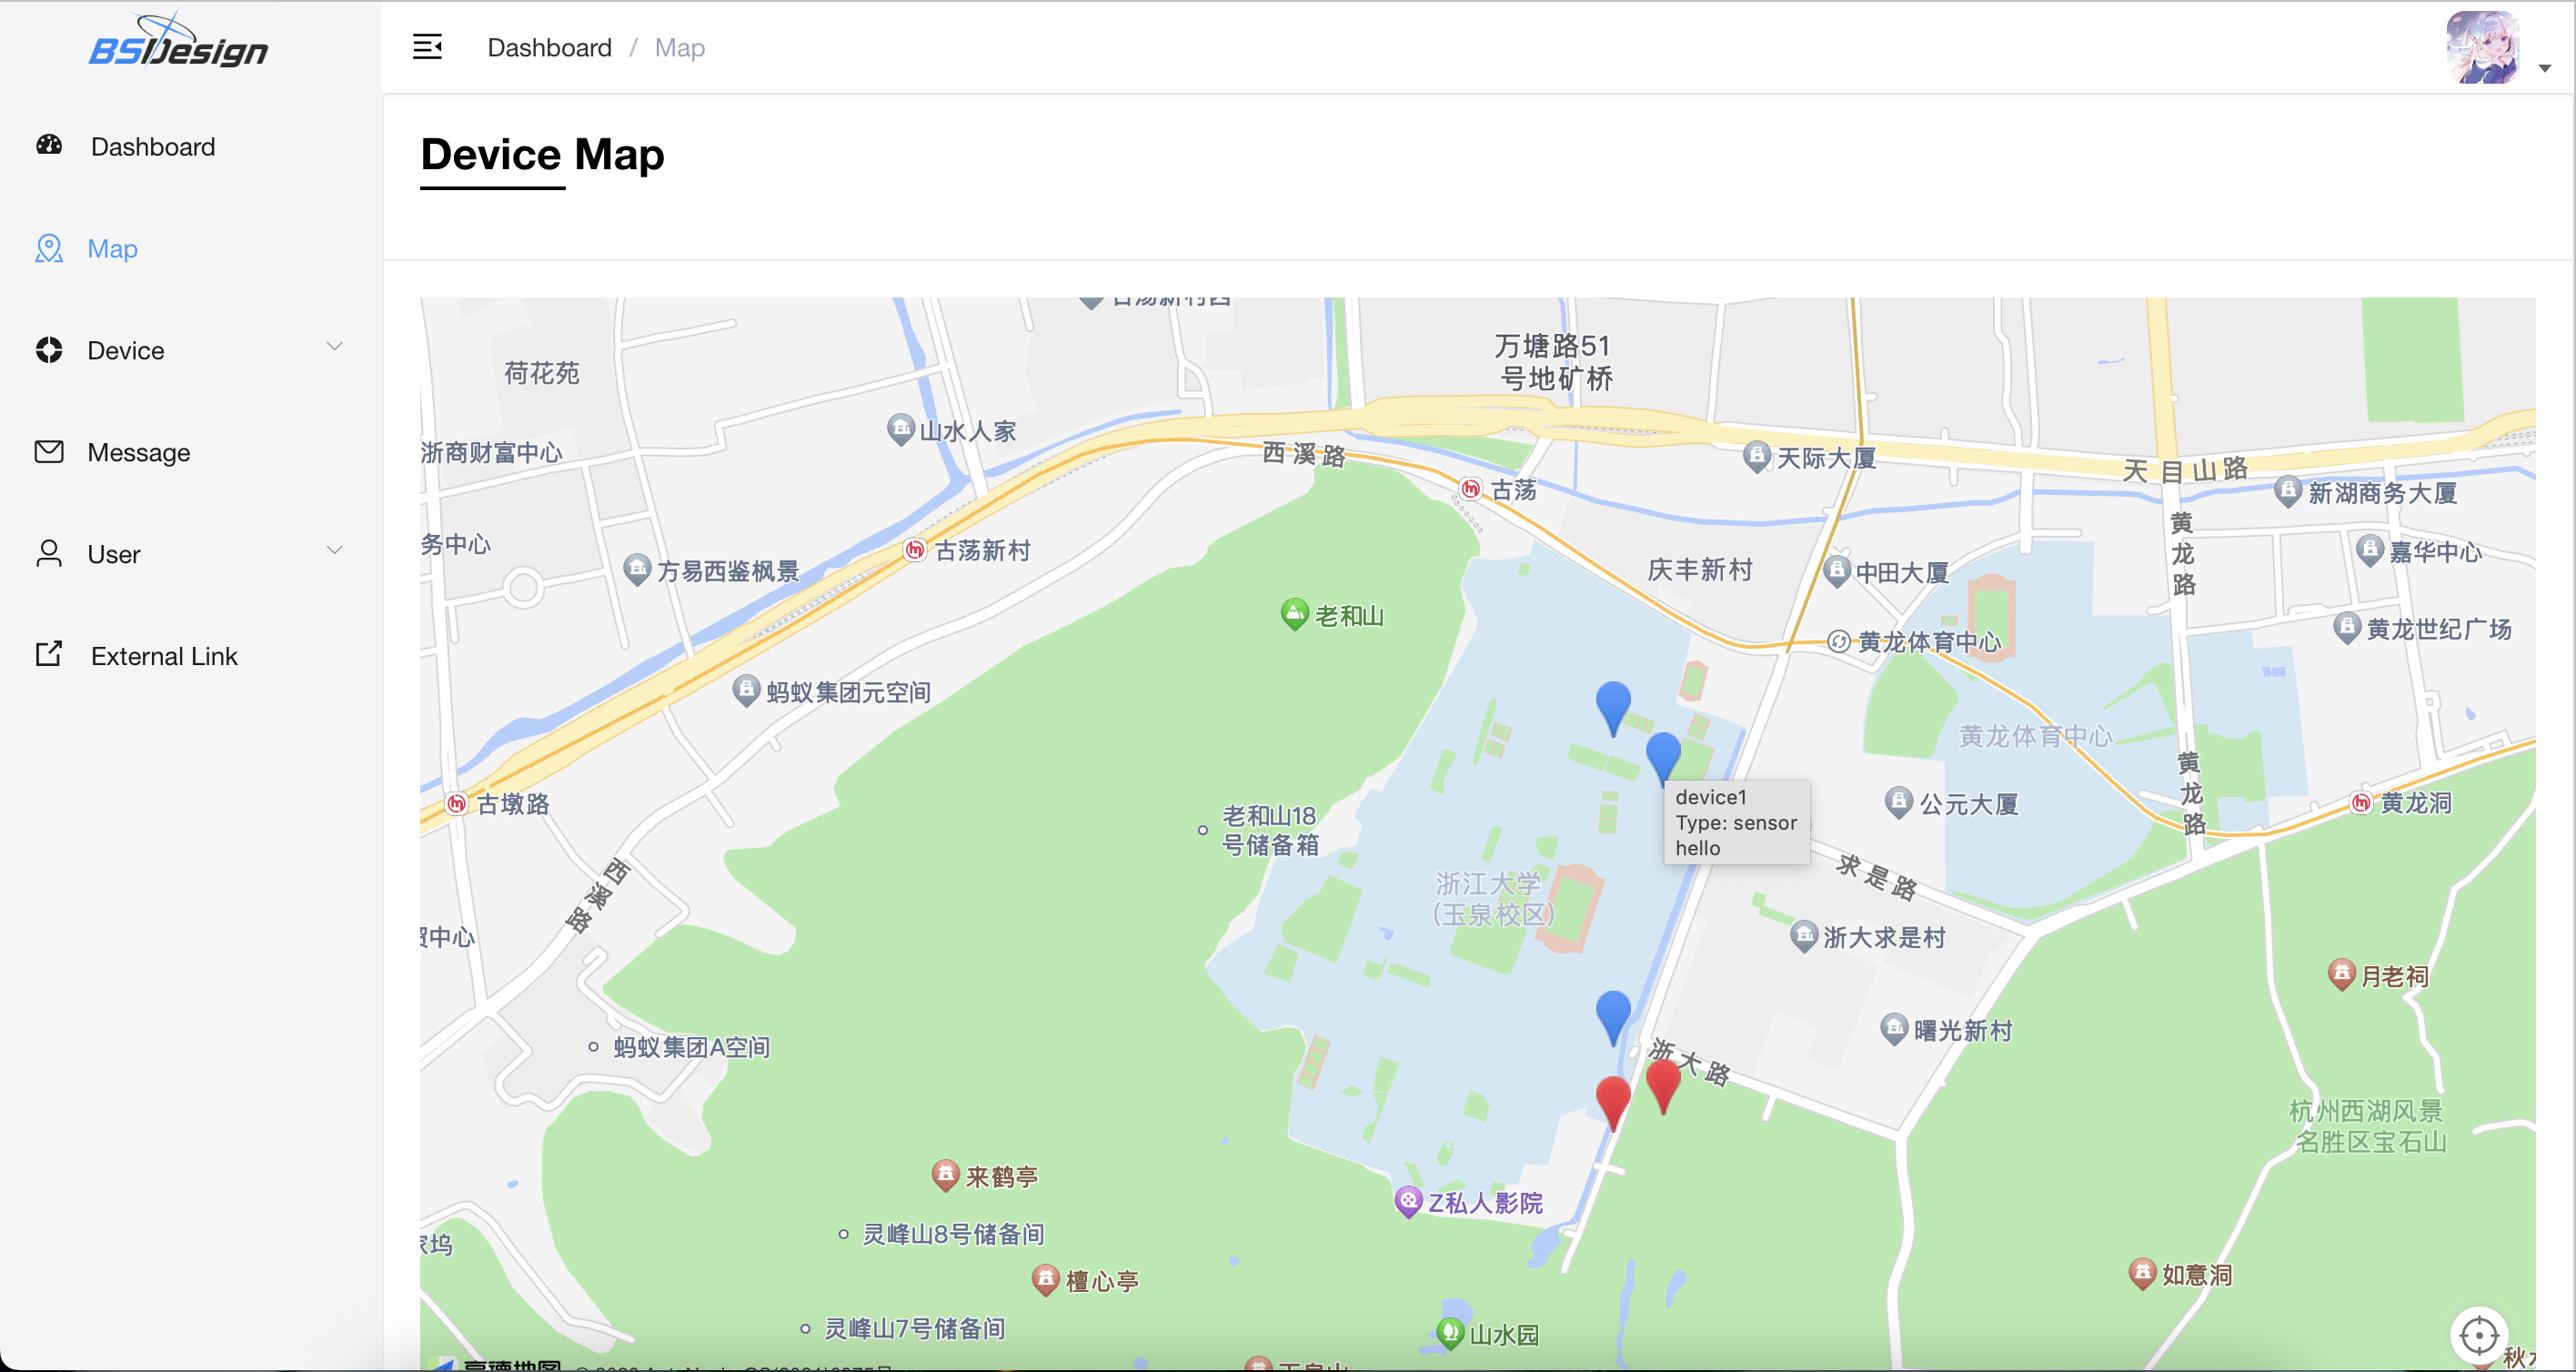 BSDesign
Dashboard / Map
Dashboard
Map
Device
Message
User
External Link
Device Map
荷花苑
万塘路51
号地矿桥
山水人家
浙商财富中心
西溪路
天际大厦
天目山路
古荡
新湖商务大厦
黄龙路
务中心
古荡新村
方易西鉴枫景
庆丰新村
中田大厦
嘉华中心
老和山
黄龙体育中心
黄龙世纪广场
蚂蚁集团元空间
黄龙体育中心
device1
Type: sensor
hello
古墩路
老和山18
号储备箱
公元大厦
黄龙路
黄龙洞
西溪路
浙江大学
(玉泉校区)
求是路
贸中心
浙大求是村
月老祠
曙光新村
蚂蚁集团A空间
浙大路
杭州西湖风景
名胜区宝石山
来鹤亭
Z私人影院
灵峰山8号储备间
檀心亭
如意洞
灵峰山7号储备间
山水园
高德地图